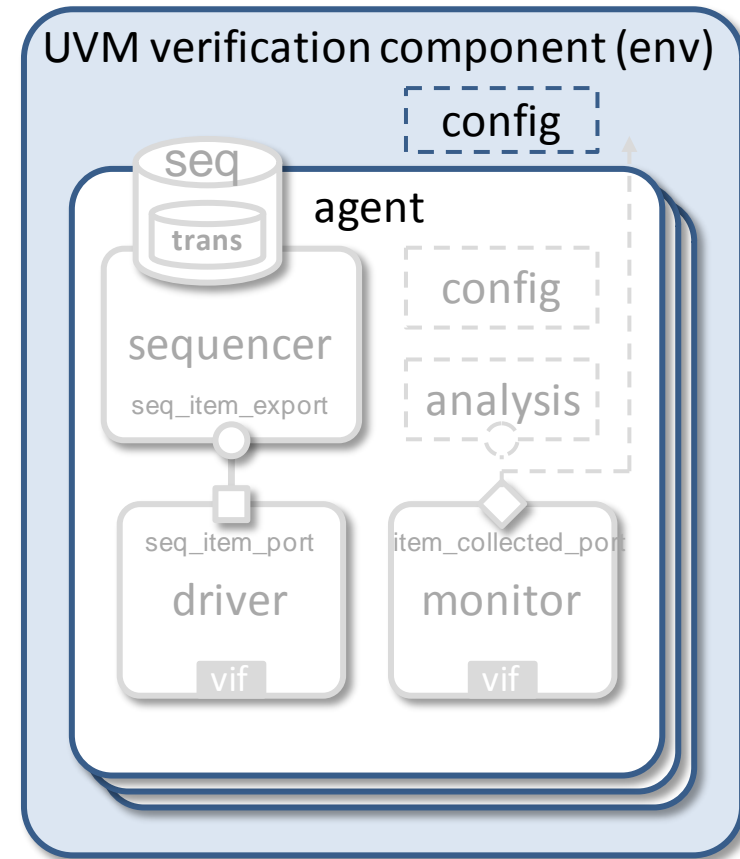 UVM verification component (env)
config
seq
trans
agent
config
sequencer
seq_item_export
analysis
seq_item_port
driver
vif
item_collected_port
monitor
vif